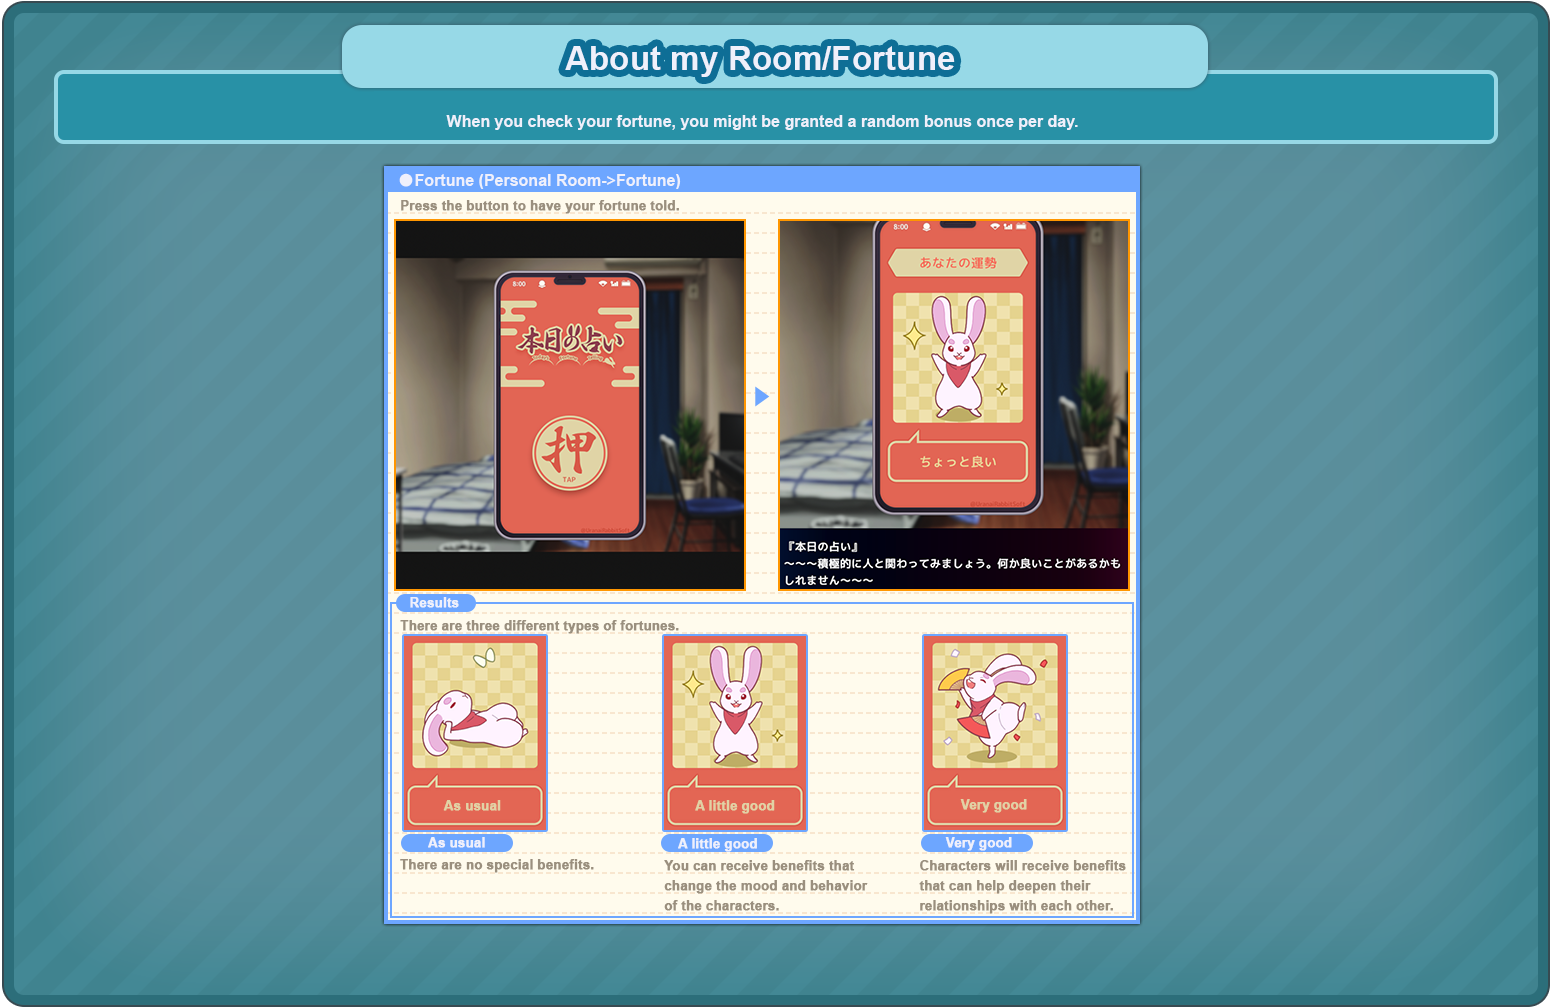 About my Room/Fortune
When you check your fortune, you might be granted a random bonus once per day.
●Fortune (Personal Room->Fortune)
Press the button to have your fortune told.
8:00
本日の占い
押
TAP
8:00
あなたの運勢
ちょっと良い
『本日の占い』
～～～積極的に人と関わってみましょう。何か良いことがあるかも
しれません～～～
Results
There are three different types of fortunes.
As usual
A little good
Very good
As usual
A little good
Very good
There are no special benefits.
You can receive benefits that
change the mood and behavior
of the characters.
Characters will receive benefits
that can help deepen their
relationships with each other.